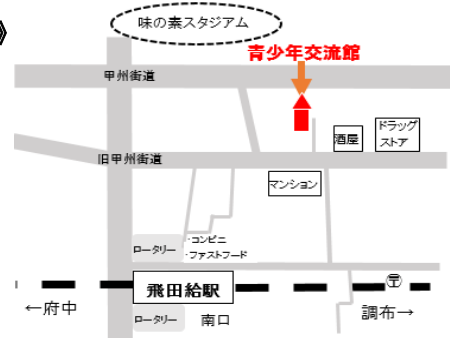 味の素スタジアム
青少年交流館
甲州街道
酒屋
ドラッグ
ストア
旧甲州街道
マンション
・コンビニ
・ファストフード
ロータリー
飛田給駅
〒
←府中
ロータリー
南口
調布→